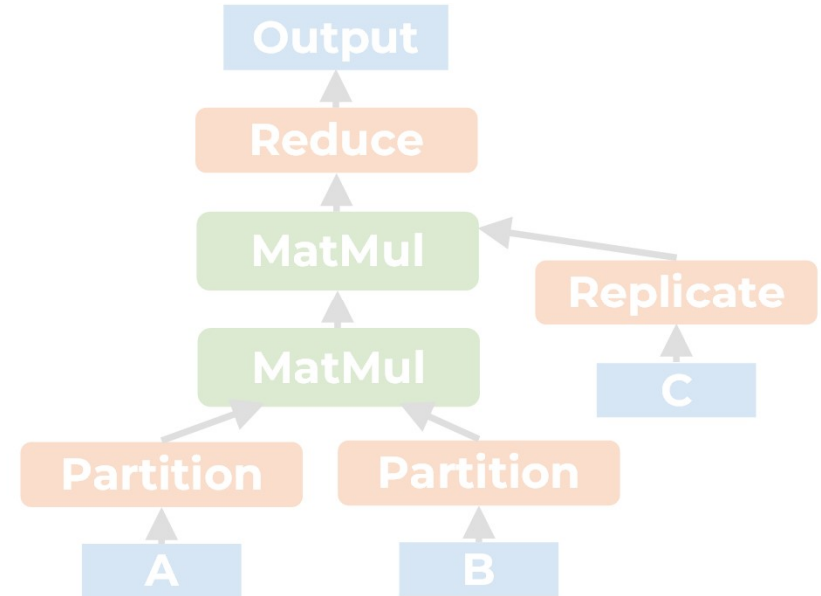 Output
Reduce
MatMul
Replicate
MatMul
C
Partition
Partition
A
B